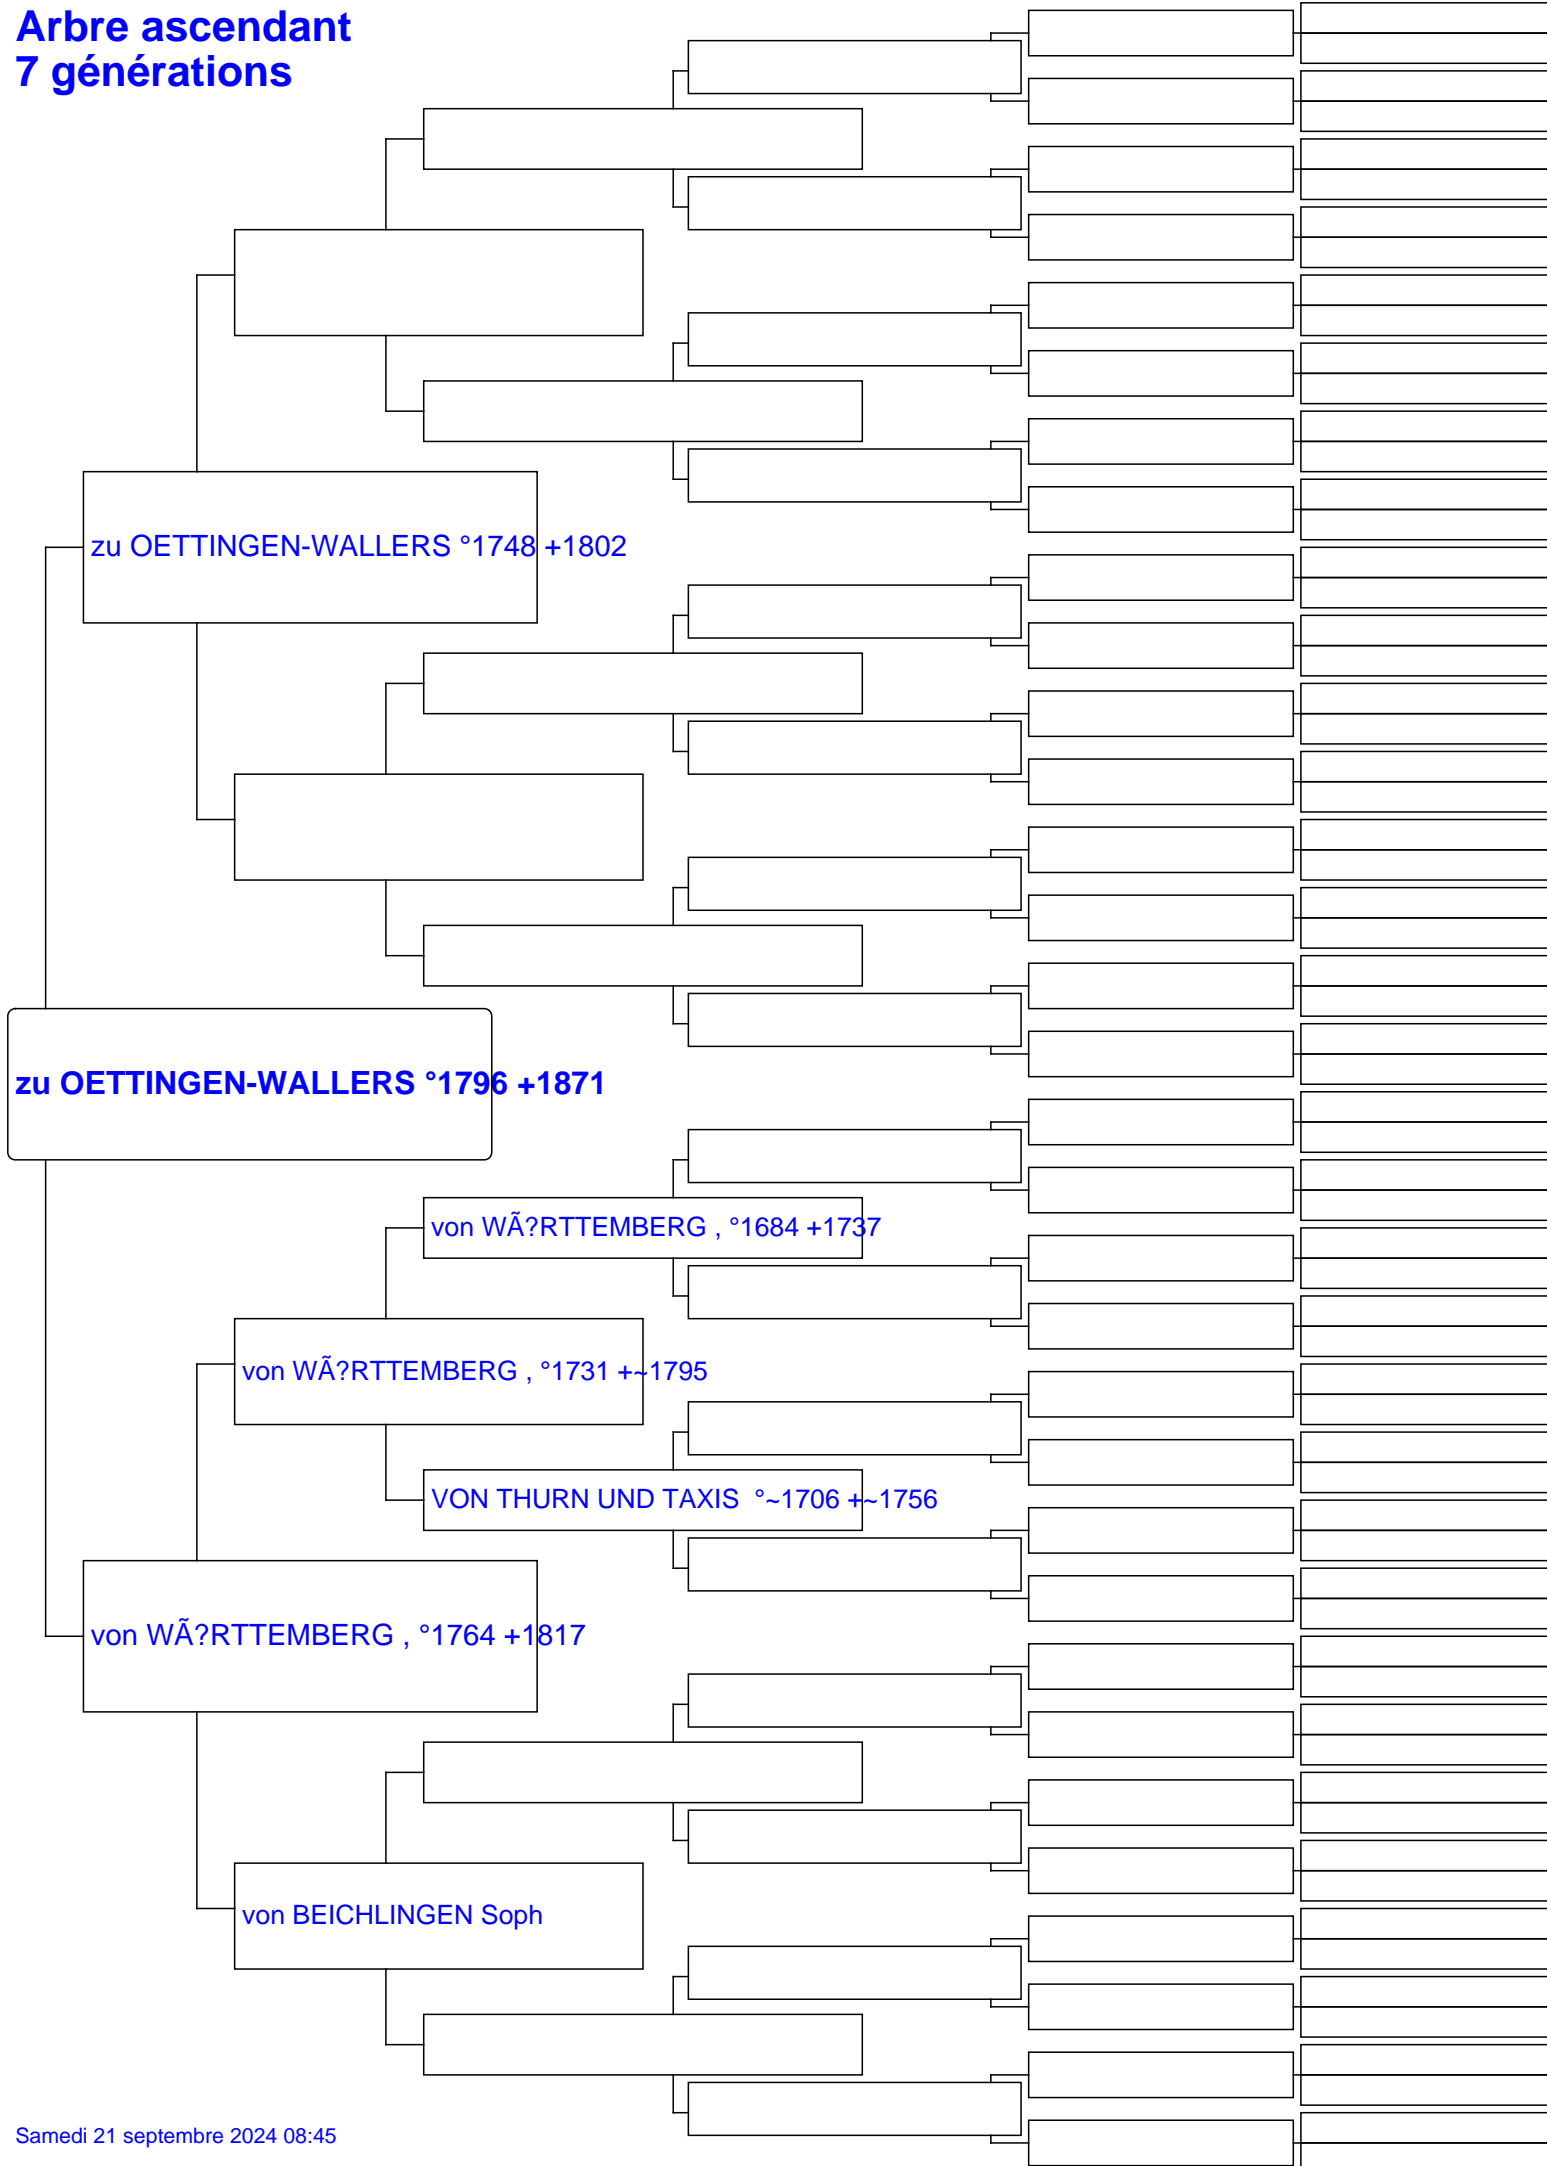 Arbre ascendant
7 générations
zu OETTINGEN-WALLERS °1748 +1802
zu OETTINGEN-WALLERS °1796 +1871
von WÃ?RTTEMBERG , °1684 +1737
von WÃ?RTTEMBERG , °1731 +~1795
VON THURN UND TAXIS °~1706 +~1756
von WÃ?RTTEMBERG , °1764 +1817
von BEICHLINGEN Soph
Samedi 21 septembre 2024 08:45